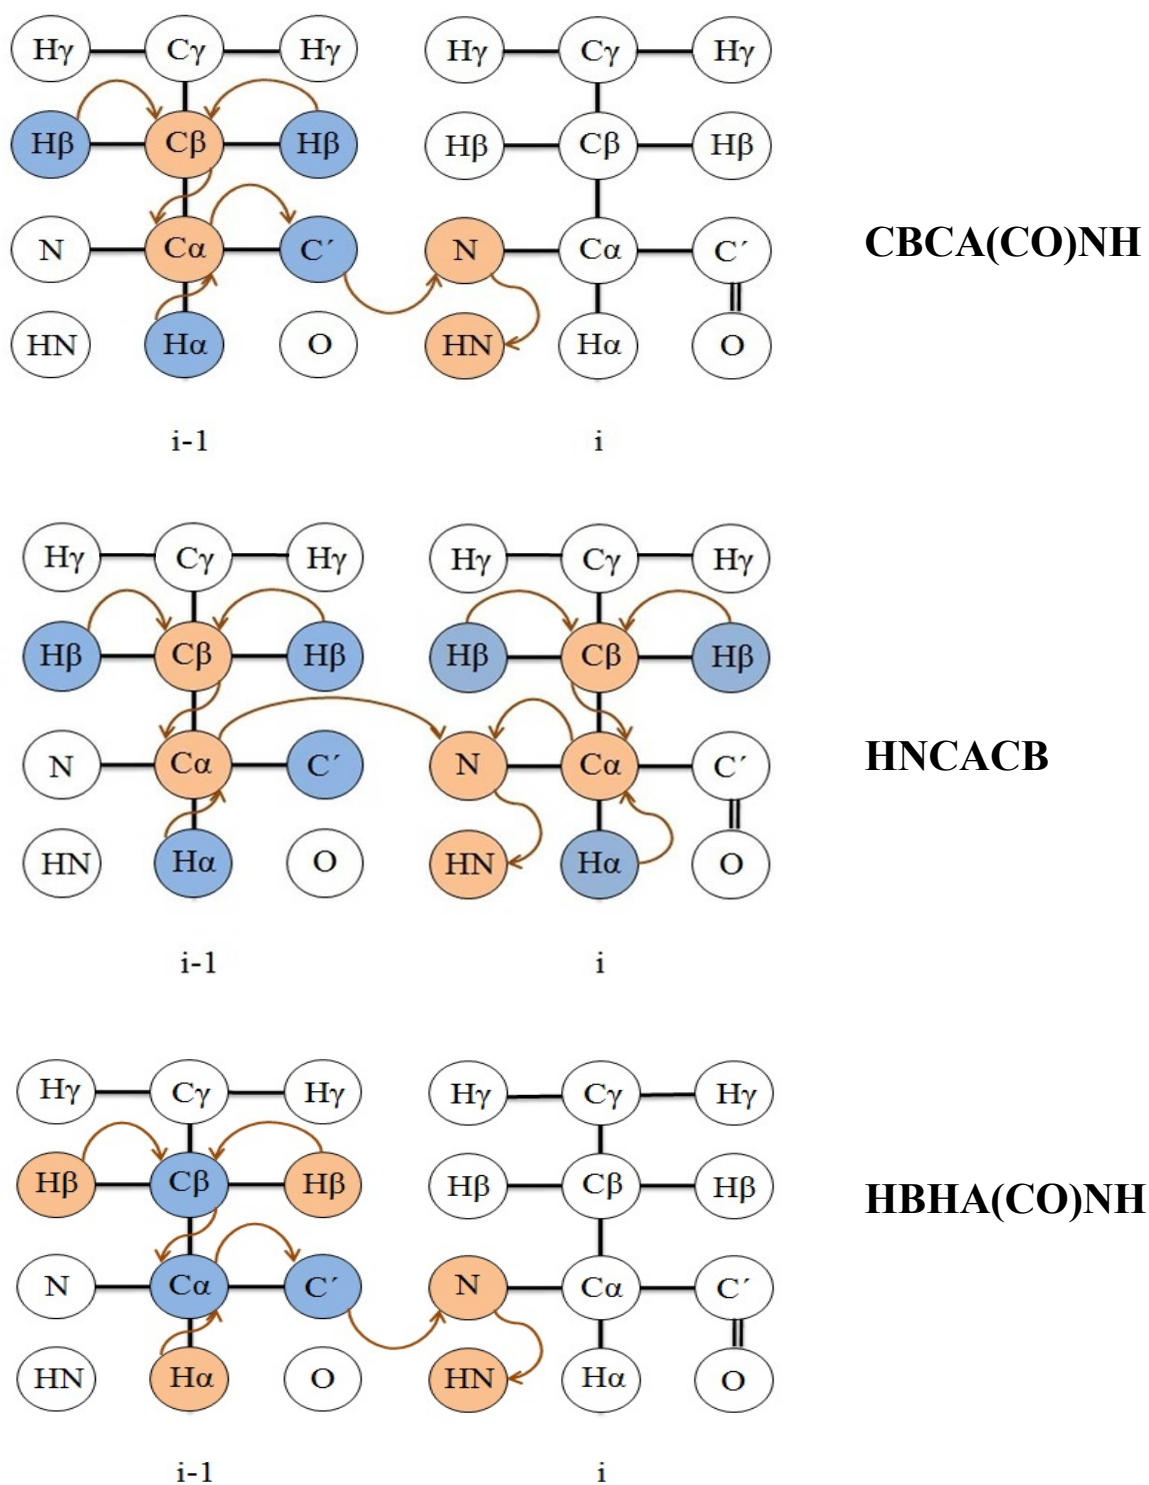 Hγ Cγ Hγ Hγ Cγ Hγ
Hβ Cβ Hβ Hβ Cβ Hβ
N Cα C´ N Cα C´ CBCA(CO)NH
HN Hα O HN Hα O
i-1 i
Hγ Cγ Hγ Hγ Cγ Hγ
Hβ Cβ Hβ Hβ Cβ Hβ
N Cα C´ N Cα C´ HNCACB
HN Hα O HN Hα O
i-1 i
Hγ Cγ Hγ Hγ Cγ Hγ
Hβ Cβ Hβ Hβ Cβ Hβ HBHA(CO)NH
N Cα C´ N Cα C´
HN Hα O HN Hα O
i-1 i